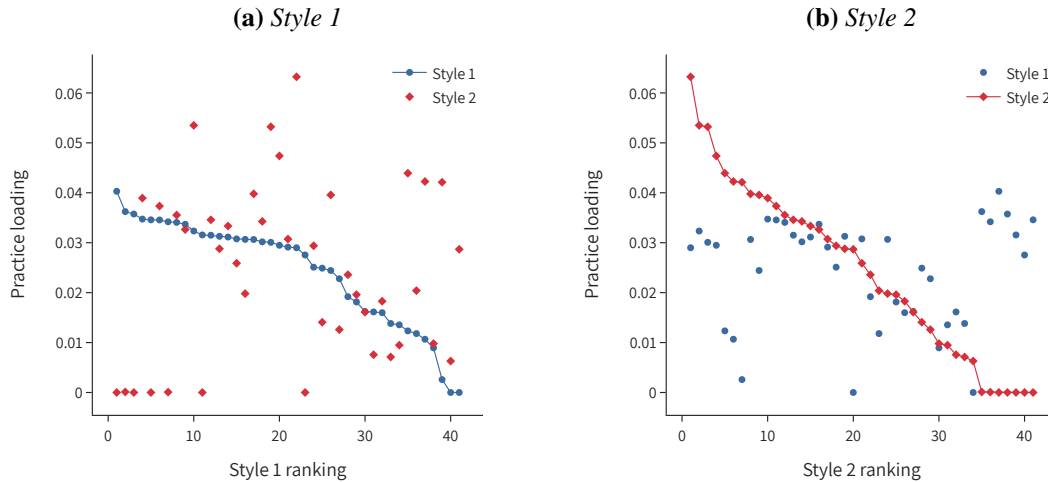 (a) Style 1
Practice loading
0.06
0.05
0.04
0.03
0.02
0.01
0
Style 1
Style 2
0 10 20 30 40
Style 1 ranking
(b) Style 2
Practice loading
0.06
0.05
0.04
0.03
0.02
0.01
0
Style 1
Style 2
0 10 20 30 40
Style 2 ranking